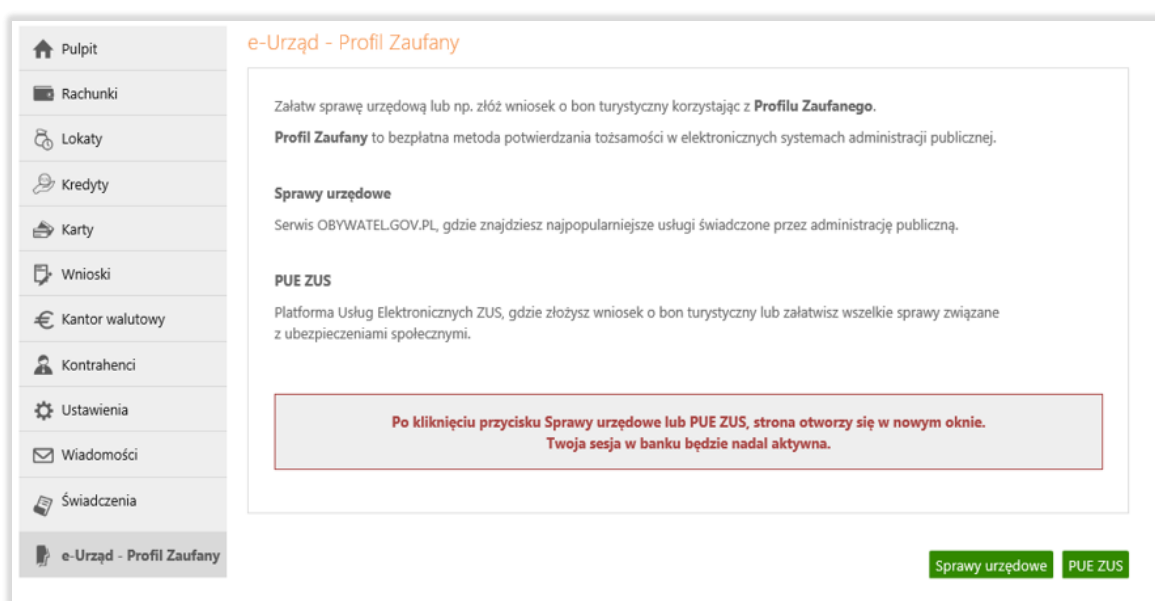 Pulpit
Rachunki
Lokaty
Kredyty
Karty
Wnioski
Kantor walutowy
Kontrahenci
Ustawienia
Wiadomości
Świadczenia
e-Urząd - Profil Zaufany
e-Urząd - Profil Zaufany
Załatw sprawę urzędową lub np. złóż wniosek o bon turystyczny korzystając z Profilu Zaufanego.
Profil Zaufany to bezpłatna metoda potwierdzania tożsamości w elektronicznych systemach administracji publicznej.
Sprawy urzędowe
Serwis OBYWATEL.GOV.PL, gdzie znajdziesz najpopularniejsze usługi świadczone przez administrację publiczną.
PUE ZUS
Platforma Usług Elektronicznych ZUS, gdzie złożysz wniosek o bon turystyczny lub załatwisz wszelkie sprawy związane
z ubezpieczeniami społecznymi.
Po kliknięciu przycisku Sprawy urzędowe lub PUE ZUS, strona otworzy się w nowym oknie.
Twoja sesja w banku będzie nadal aktywna.
Sprawy urzędowe
PUE ZUS